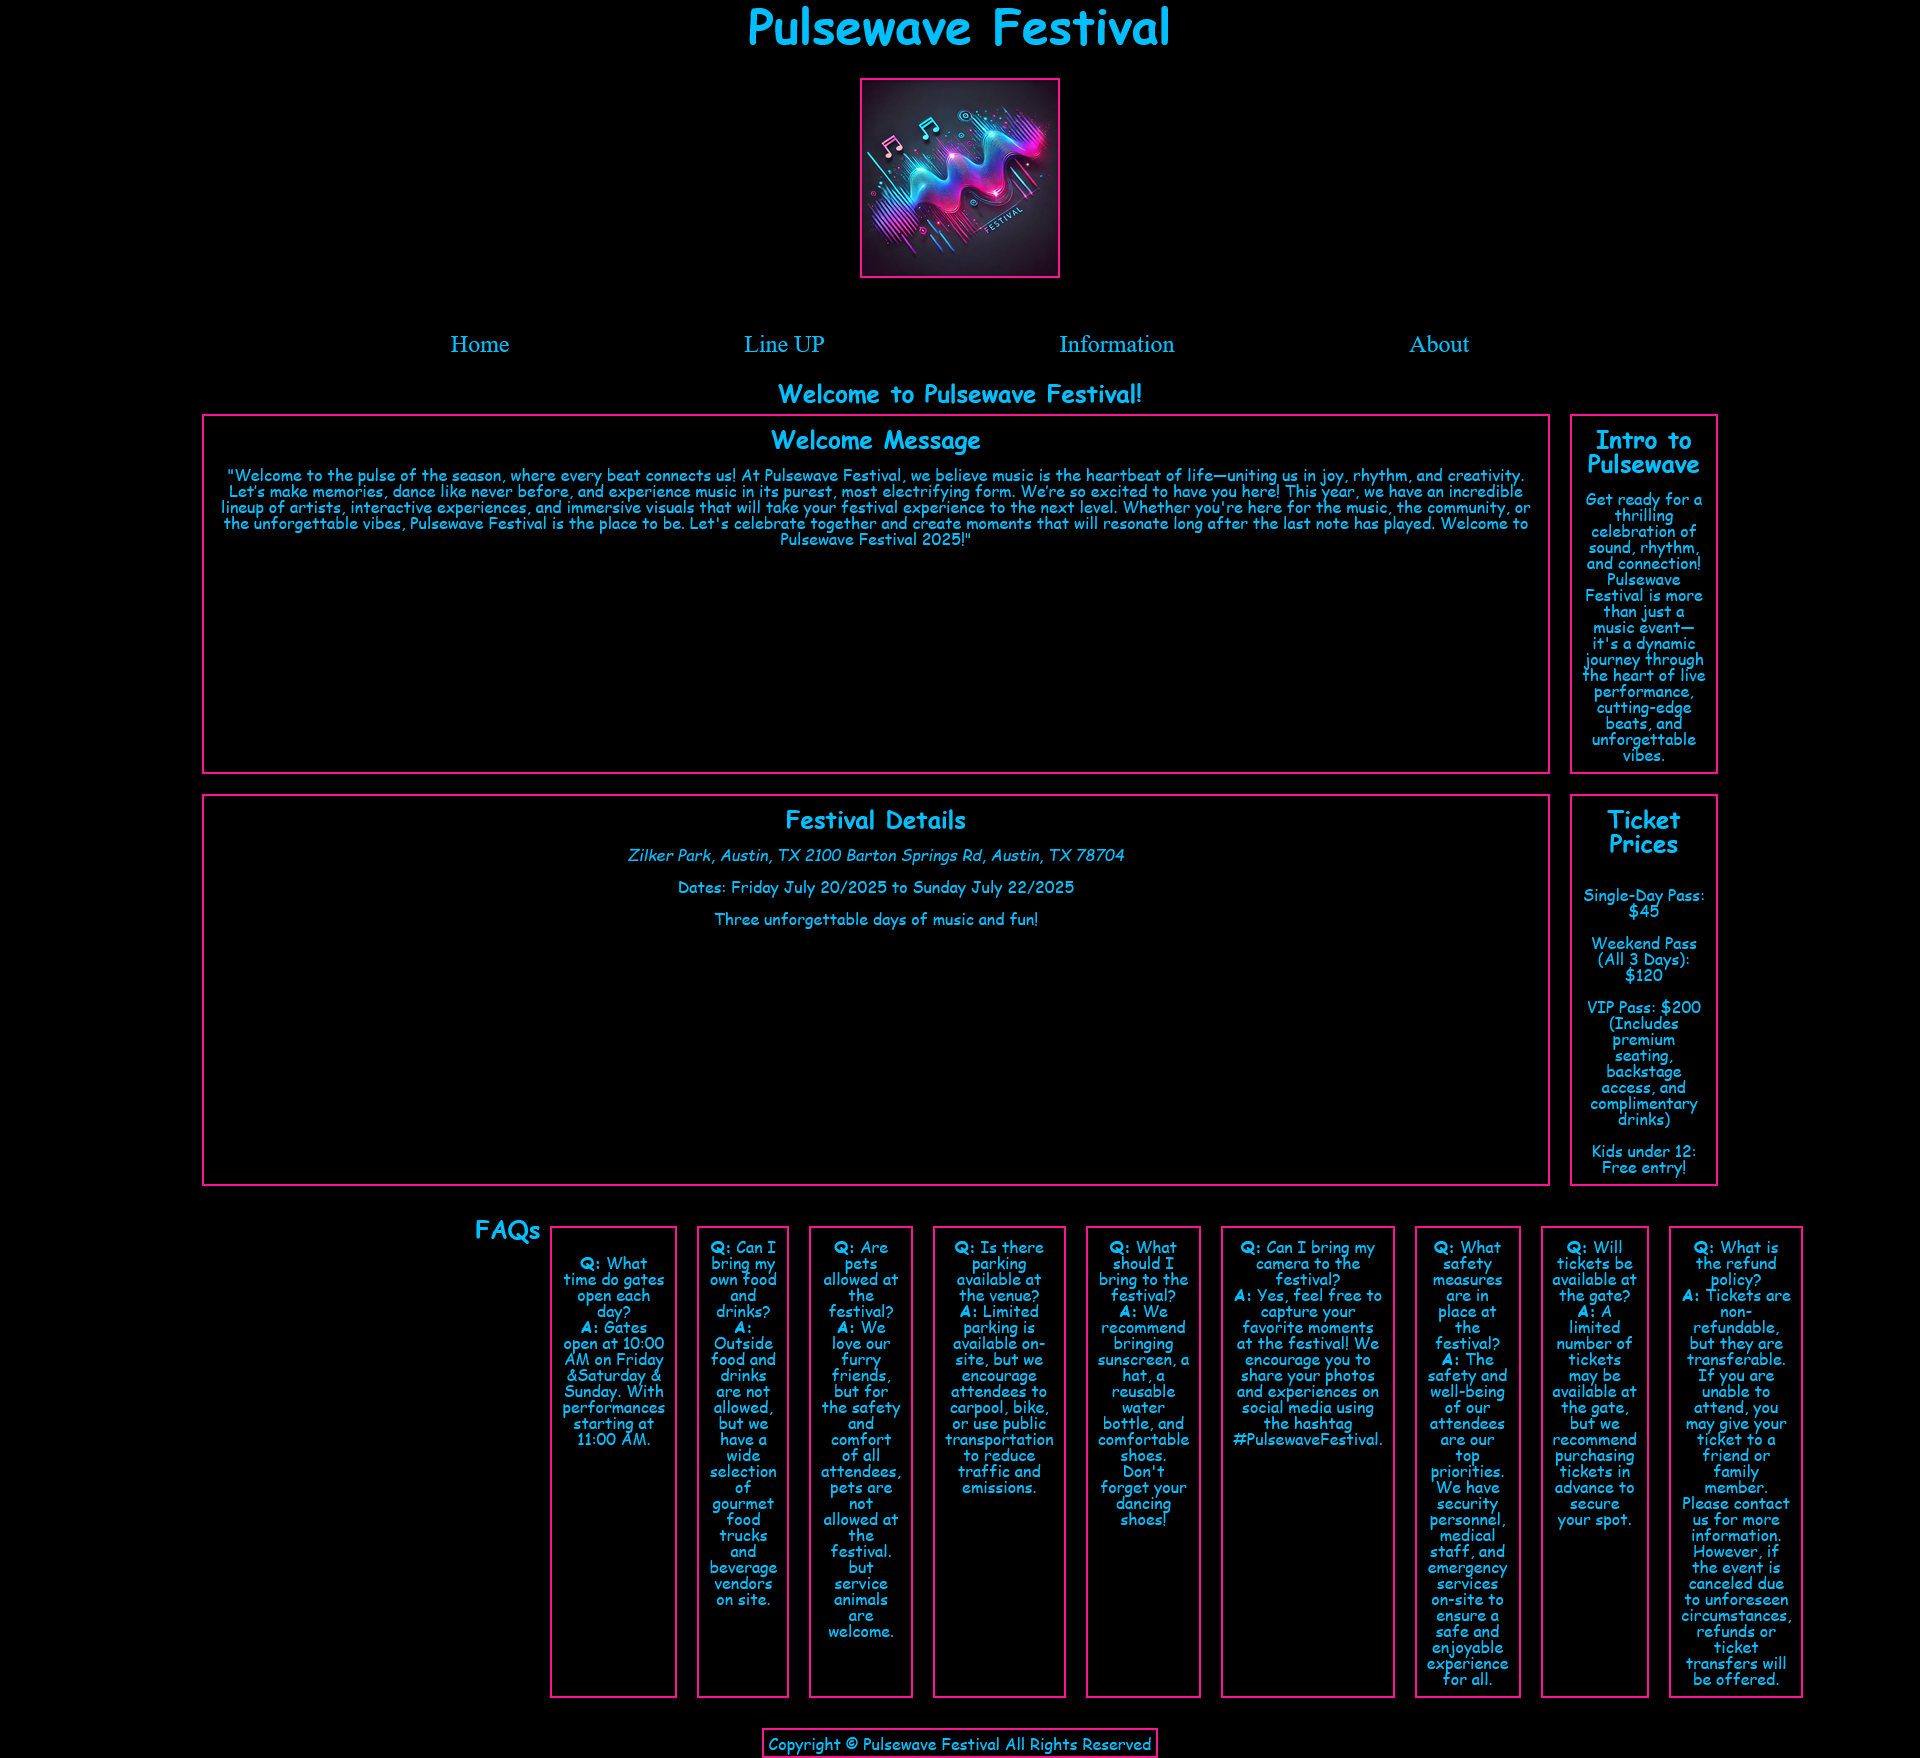 Pulsewave Festival
FESTIVAL
Home
Line UP
Information
About
Welcome to Pulsewave Festival!
Welcome Message
"Welcome to the pulse of the season, where every beat connects us! At Pulsewave Festival, we believe music is the heartbeat of life—uniting us in joy, rhythm, and creativity.
Let’s make memories, dance like never before, and experience music in its purest, most electrifying form. We’re so excited to have you here! This year, we have an incredible
lineup of artists, interactive experiences, and immersive visuals that will take your festival experience to the next level. Whether you're here for the music, the community, or
the unforgettable vibes, Pulsewave Festival is the place to be. Let's celebrate together and create moments that will resonate long after the last note has played. Welcome to
Pulsewave Festival 2025!"
Intro to
Pulsewave
Get ready for a
thrilling
celebration of
sound, rhythm,
and connection!
Pulsewave
Festival is more
than just a
music event—
it's a dynamic
journey through
the heart of live
performance,
cutting-edge
beats, and
unforgettable
vibes.
Festival Details
Zilker Park, Austin, TX 2100 Barton Springs Rd, Austin, TX 78704
Dates: Friday July 20/2025 to Sunday July 22/2025
Three unforgettable days of music and fun!
Ticket
Prices
Single-Day Pass:
$45
Weekend Pass
(All 3 Days):
$120
VIP Pass: $200
(Includes
premium
seating,
backstage
access, and
complimentary
drinks)
Kids under 12:
Free entry!
FAQs
Q: What
time do gates
open each
day?
A: Gates
open at 10:00
AM on Friday
&Saturday &
Sunday. With
performances
starting at
11:00 AM.
Q: Can I
bring my
own food
and
drinks?
A:
Outside
food and
drinks
are not
allowed,
but we
have a
wide
selection
of
gourmet
food
trucks
and
beverage
vendors
on site.
Q: Are
pets
allowed at
the
festival?
A: We
love our
furry
friends,
but for
the safety
and
comfort
of all
attendees,
pets are
not
allowed at
the
festival.
but
service
animals
are
welcome.
Q: Is there
parking
available at
the venue?
A: Limited
parking is
available on-
site, but we
encourage
attendees to
carpool, bike,
or use public
transportation
to reduce
traffic and
emissions.
Q: What
should I
bring to the
festival?
A: We
recommend
bringing
sunscreen, a
hat, a
reusable
water
bottle, and
comfortable
shoes.
Don't
forget your
dancing
shoes!
Q: Can I bring my
camera to the
festival?
A: Yes, feel free to
capture your
favorite moments
at the festival! We
encourage you to
share your photos
and experiences on
social media using
the hashtag
#PulsewaveFestival.
Q: What
safety
measures
are in
place at
the
festival?
A: The
safety and
well-being
of our
attendees
are our
top
priorities.
We have
security
personnel,
medical
staff, and
emergency
services
on-site to
ensure a
safe and
enjoyable
experience
for all.
Q: Will
tickets be
available at
the gate?
A: A
limited
number of
tickets
may be
available at
the gate,
but we
recommend
purchasing
tickets in
advance to
secure
your spot.
Q: What is
the refund
policy?
A: Tickets are
non-
refundable,
but they are
transferable.
If you are
unable to
attend, you
may give your
ticket to a
friend or
family
member.
Please contact
us for more
information.
However, if
the event is
canceled due
to unforeseen
circumstances,
refunds or
ticket
transfers will
be offered.
Copyright © Pulsewave Festival All Rights Reserved